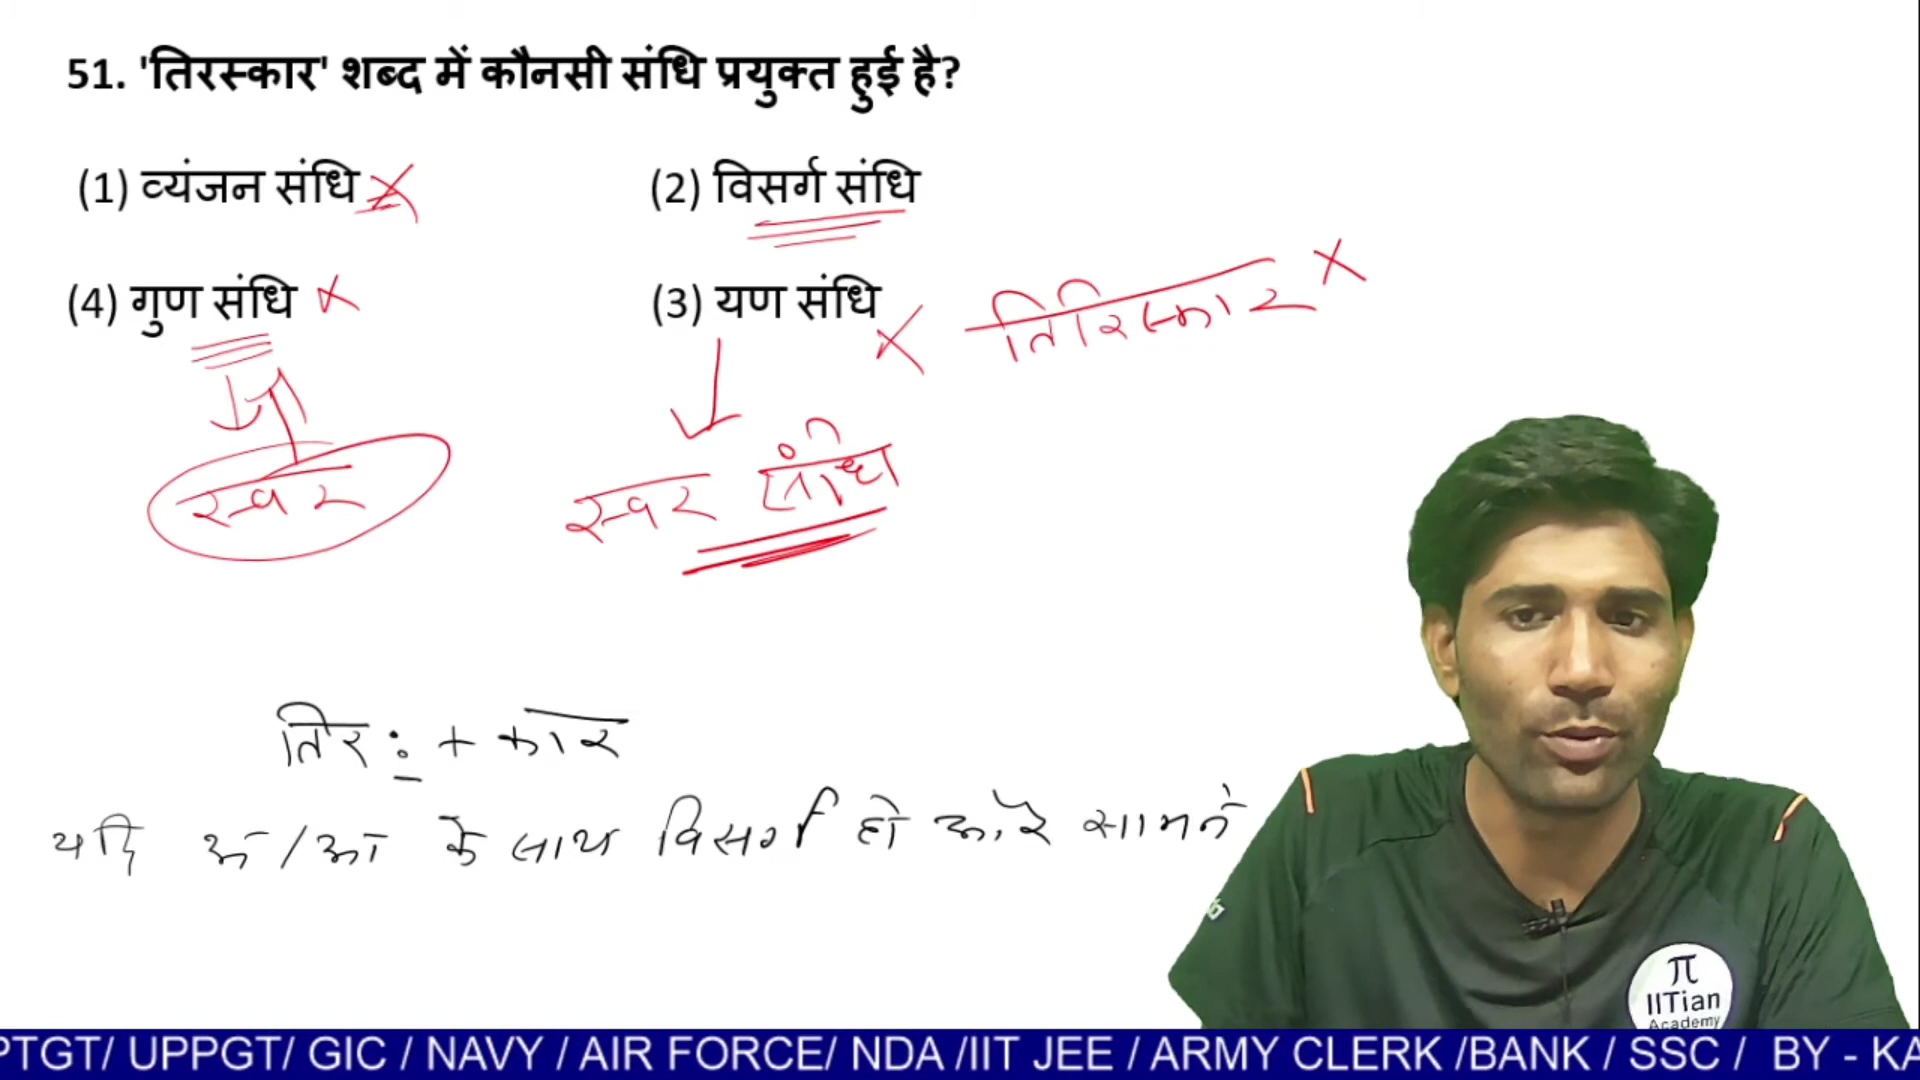 51. 'तिरस्कार' शब्द में कौनसी संधि प्रयुक्त हुई है?
(1) व्यंजन संधि
(2) विसर्ग संधि
(4) गुण संधि
(3) यण संधि
तिरिस्कार
स्वर
स्वर संधि
तिर: + कार
यदि अ/आ के साथ विसर्ग हो और सामने
π
IITian
Academy
PTGT/ UPPGT/ GIC / NAVY / AIR FORCE/ NDA /IIT JEE / ARMY CLERK /BANK / SSC / BY - KA